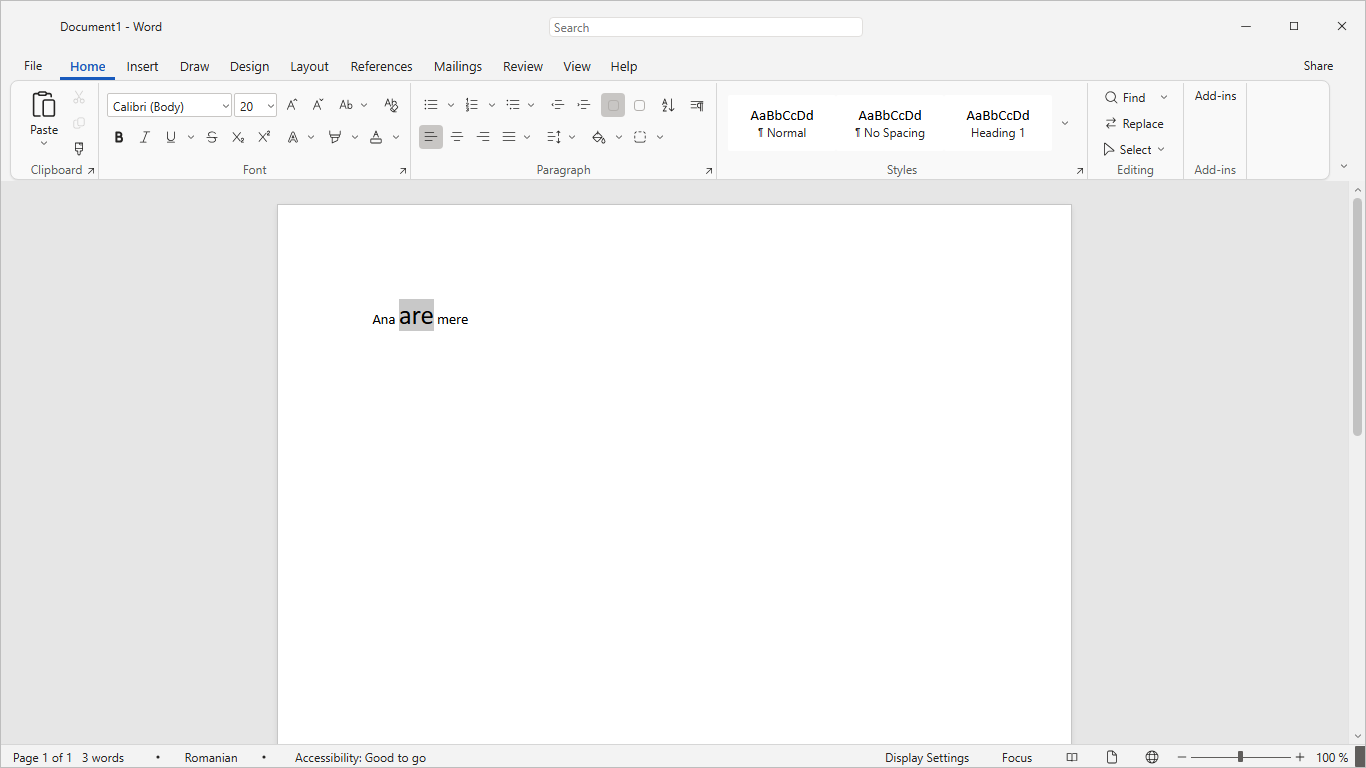 Document1 - Word
Search
File Home Insert Draw Design Layout References Mailings Review View Help Share
Paste
Clipboard
Calibri (Body) 20
Font
Paragraph
AaBbCcDd AaBbCcDd AaBbCcDd
¶ Normal ¶ No Spacing Heading 1
Styles
Find
Replace
Select
Editing
Add-ins
Add-ins
Ana are mere
Page 1 of 1 3 words Romanian Accessibility: Good to go Display Settings Focus 100 %